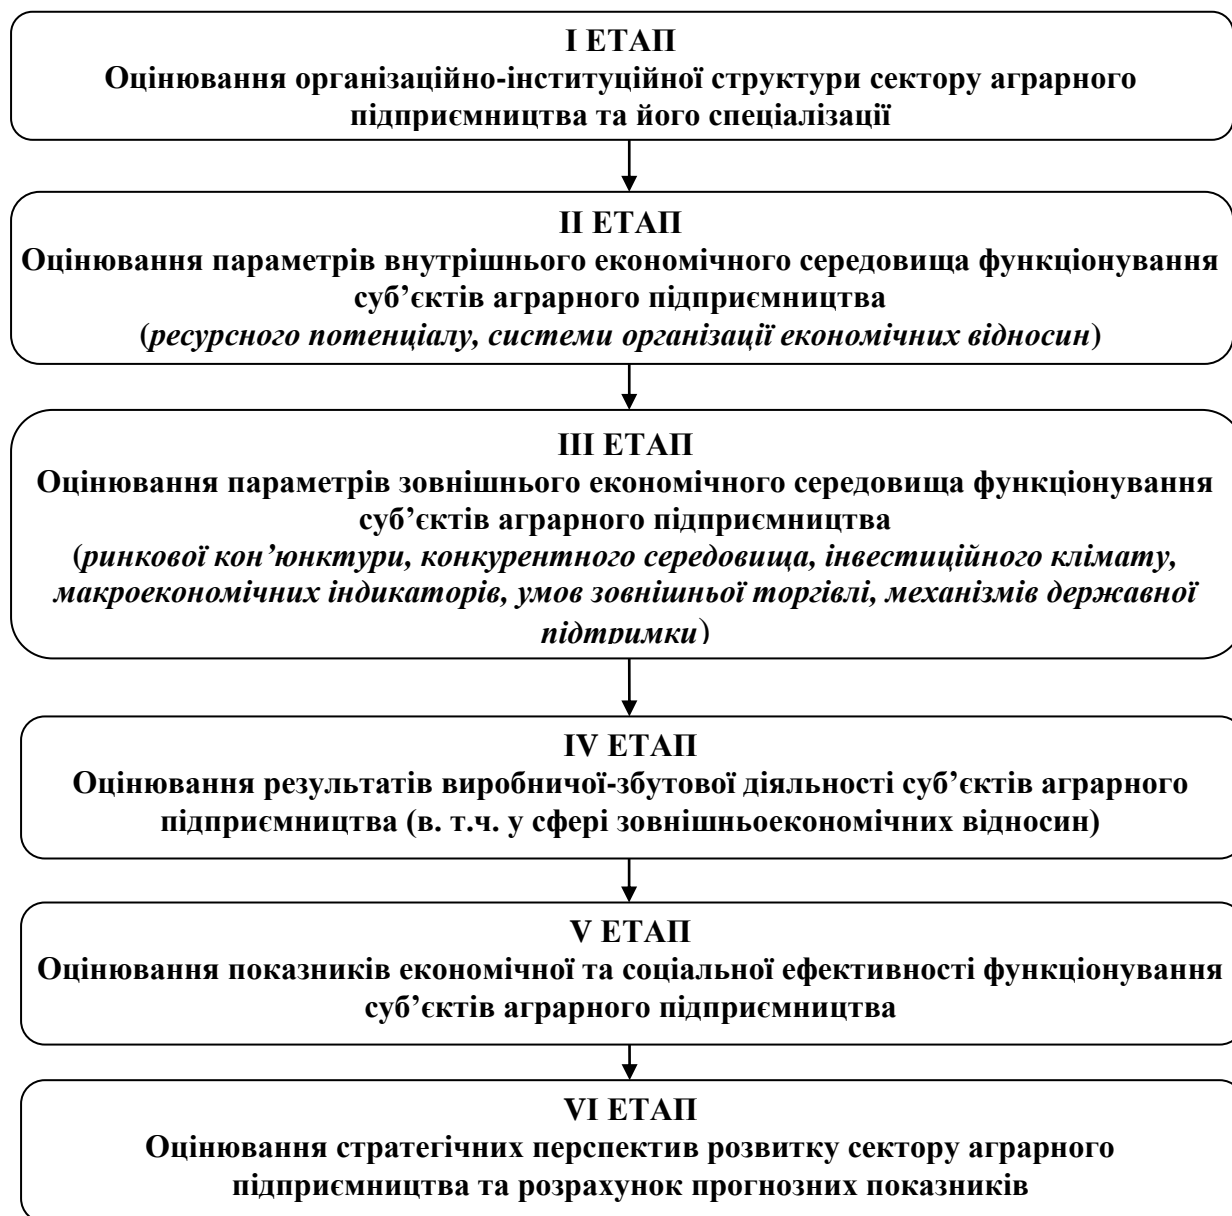 I ЕТАП
Оцінювання організаційно-інституційної структури сектору аграрного
підприємництва та його спеціалізації
II ЕТАП
Оцінювання параметрів внутрішнього економічного середовища функціонування
суб’єктів аграрного підприємництва
(ресурсного потенціалу, системи організації економічних відносин)
III ЕТАП
Оцінювання параметрів зовнішнього економічного середовища функціонування
суб’єктів аграрного підприємництва
(ринкової кон’юнктури, конкурентного середовища, інвестиційного клімату,
макроекономічних індикаторів, умов зовнішньої торгівлі, механізмів державної
підтримки)
IV ЕТАП
Оцінювання результатів виробничої-збутової діяльності суб’єктів аграрного
підприємництва (в. т.ч. у сфері зовнішньоекономічних відносин)
V ЕТАП
Оцінювання показників економічної та соціальної ефективності функціонування
суб’єктів аграрного підприємництва
VI ЕТАП
Оцінювання стратегічних перспектив розвитку сектору аграрного
підприємництва та розрахунок прогнозних показників